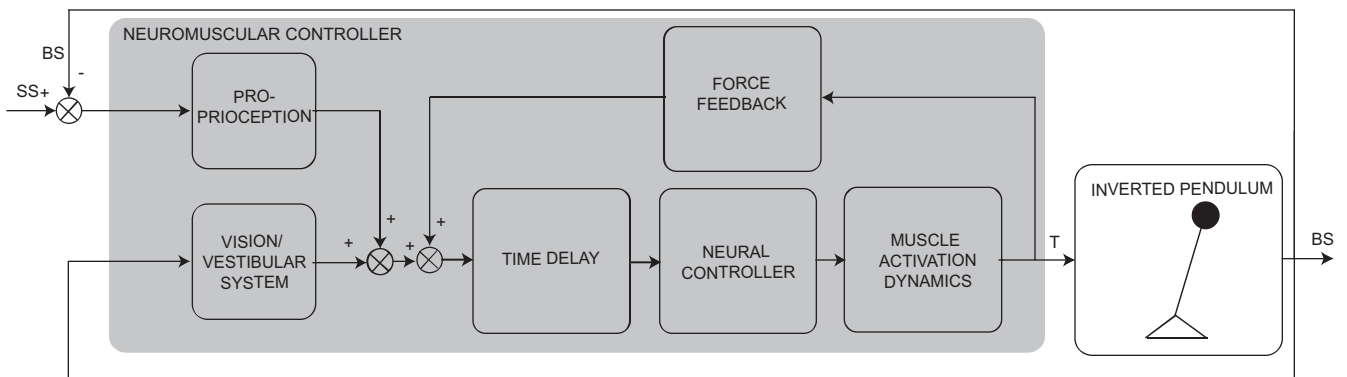 NEUROMUSCULAR CONTROLLER
BS
-
SS+
PRO-
PRIOCEPTION
FORCE
FEEDBACK
+
+
VISION/
VESTIBULAR
SYSTEM
+
+
TIME DELAY
NEURAL
CONTROLLER
MUSCLE
ACTIVATION
DYNAMICS
T
INVERTED PENDULUM
BS